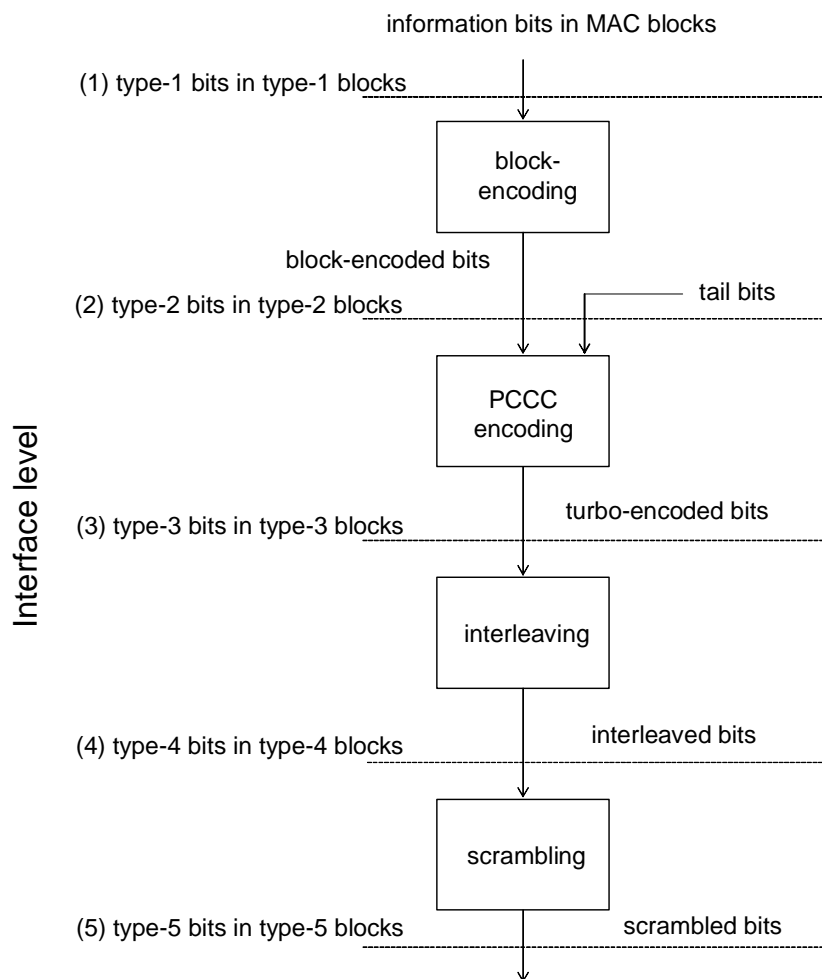 information bits in MAC blocks
(1) type-1 bits in type-1 blocks
block-
encoding
block-encoded bits
tail bits
(2) type-2 bits in type-2 blocks
PCCC
encoding
Interface level
(3) type-3 bits in type-3 blocks
turbo-encoded bits
interleaving
(4) type-4 bits in type-4 blocks
interleaved bits
scrambling
(5) type-5 bits in type-5 blocks
scrambled bits